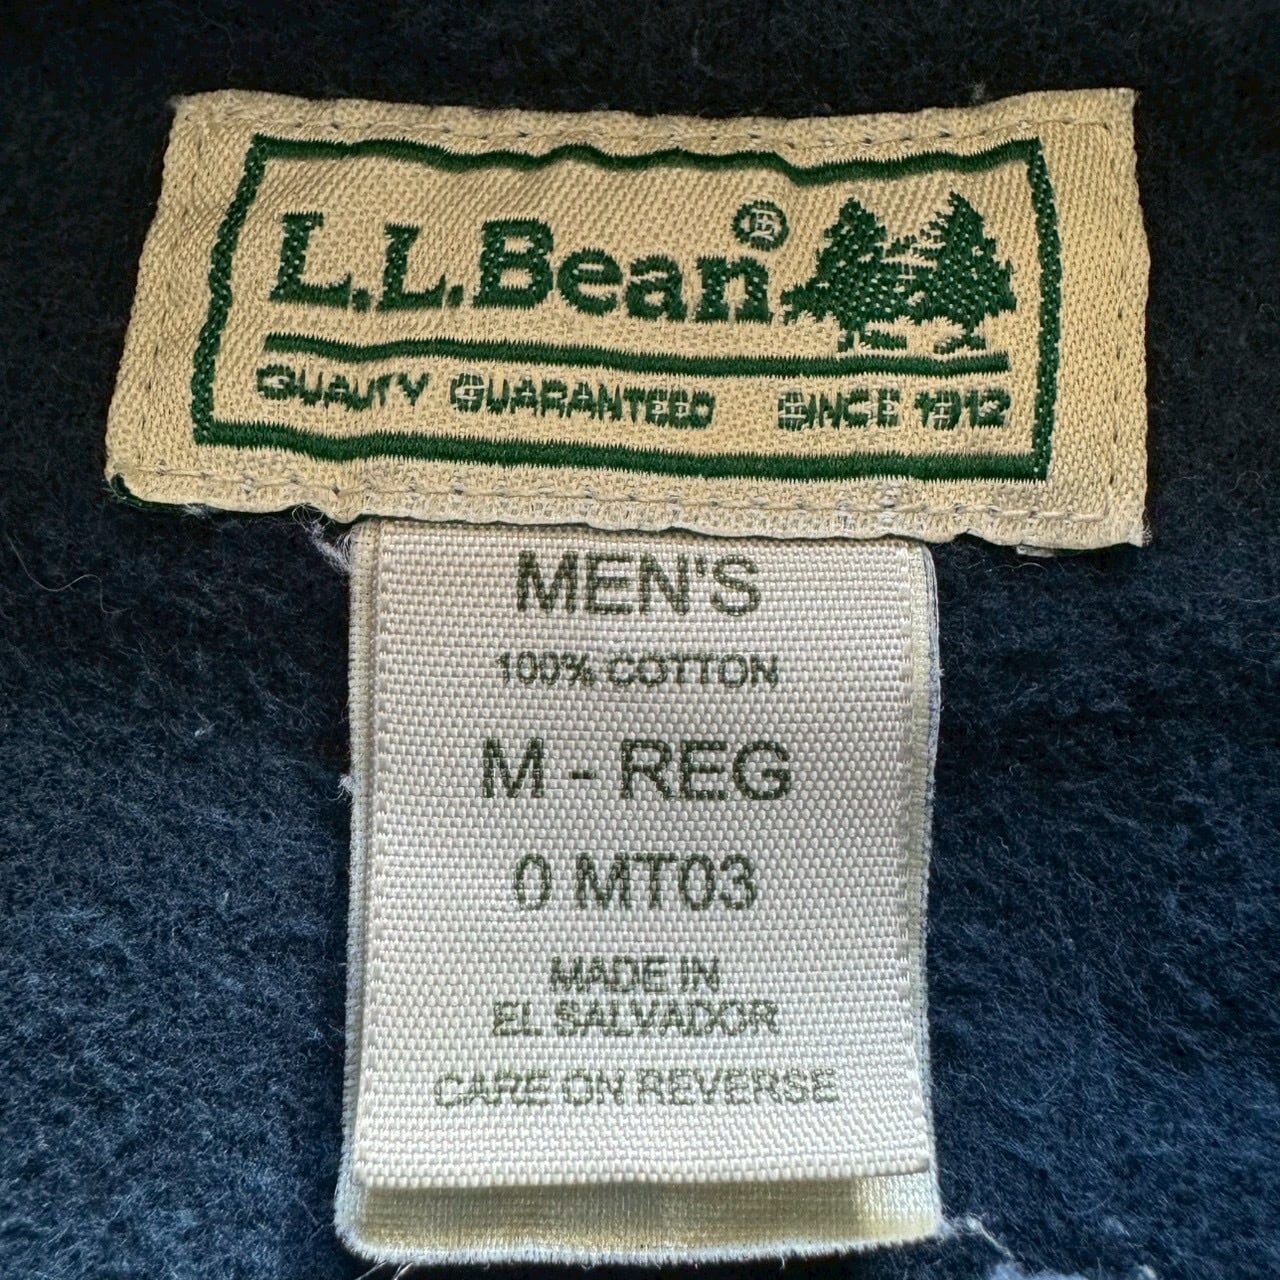 L.L.Bean®
QUALITY GUARANTEED SINCE 1912
MEN'S
100% COTTON
M - REG
0 MT03
MADE IN
EL SALVADOR
CARE ON REVERSE